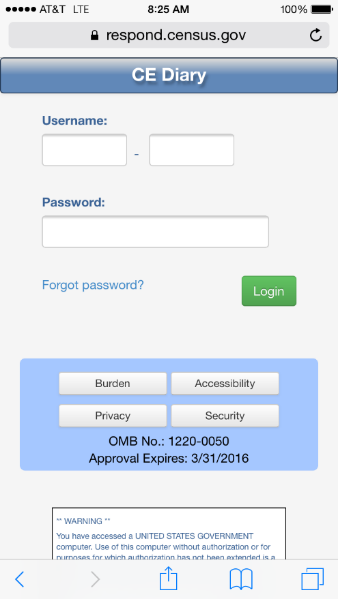 AT&T LTE 8:25 AM 100%
respond.census.gov
CE Diary
Username:
-
Password:
Forgot password? Login
Burden Accessibility
Privacy Security
OMB No.: 1220-0050
Approval Expires: 3/31/2016
** WARNING **
You have accessed a UNITED STATES GOVERNMENT
computer. Use of this computer without authorization or for
purposes for which authorization has not been extended is a